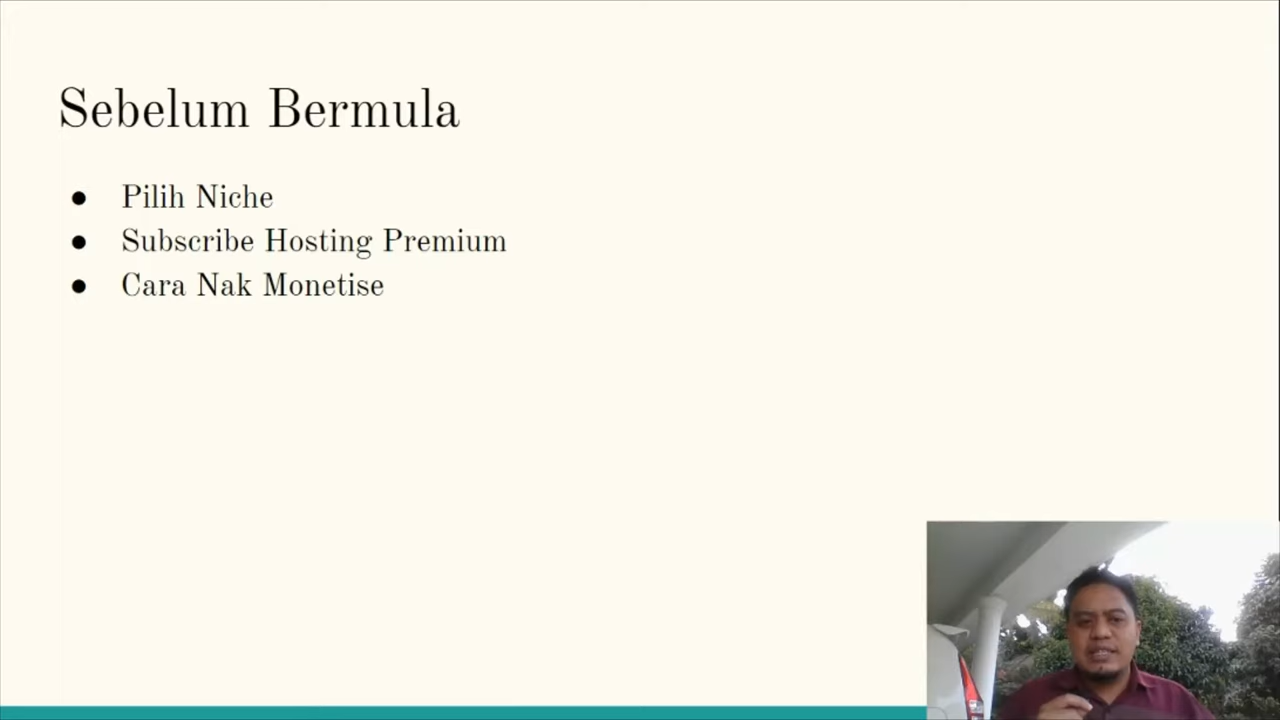 Sebelum Bermula
● Pilih Niche
● Subscribe Hosting Premium
● Cara Nak Monetise